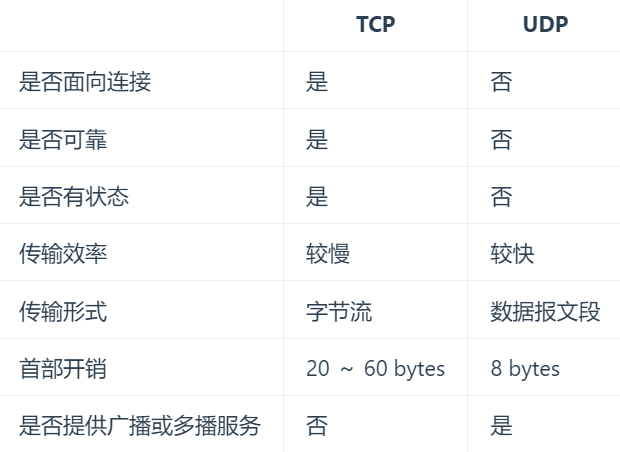 TCP UDP
是否面向连接 是 否
是否可靠 是 否
是否有状态 是 否
传输效率 较慢 较快
传输形式 字节流 数据报文段
首部开销 20 ～ 60 bytes 8 bytes
是否提供广播或多播服务 否 是